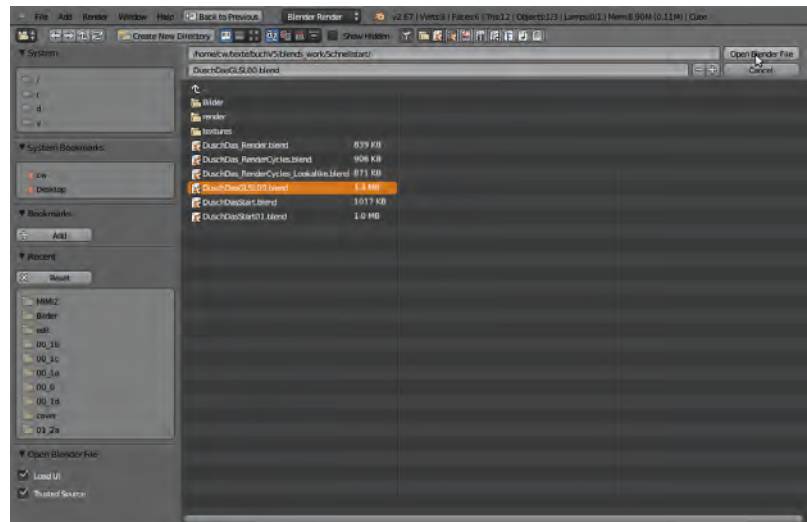 File Add Render Window Help Back to Previous Blender Render v2.67 | Verts:8 | Faces:6 | Tris:12 | Objects:1/3 | Lamps:0/1 | Mem:8.90M (0.11M) | Cube
Create New Directory Show Hidden
▼ System
/home/cw/texte/buchV5/blends_work/Schnellstart/
Open Blender File
DuschDasGLSL00.blend
Cancel
/
d
v
..
Bilder
render
textures
DuschDas_Render.blend 839 KB
DuschDas_RenderCycles.blend 906 KB
DuschDas_RenderCycles_Lookalike.blend 871 KB
DuschDasGLSL00.blend 1.1 MB
DuschDasStart.blend 1017 KB
DuschDasStart01.blend 1.0 MB
▼ System Bookmarks
cw
Desktop
▼ Bookmarks
Add
▼ Recent
Reset
Bilder
edit
00_1b
00_1c
00_1a
00_0
00_1d
cover
01_2a
▼ Open Blender File
Load UI
Trusted Source